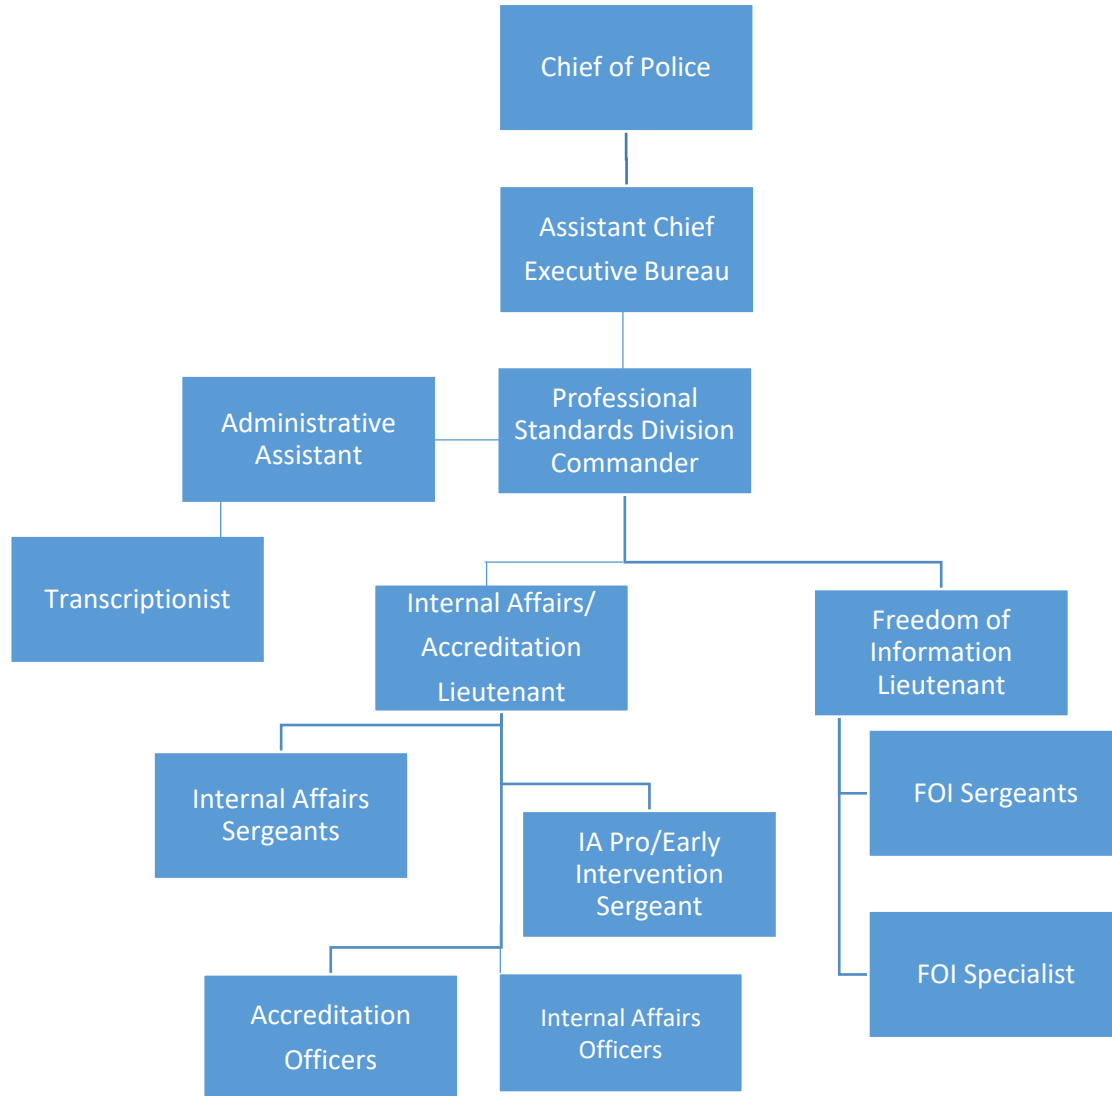 Chief of Police
Assistant Chief
Executive Bureau
Professional
Standards Division
Commander
Administrative
Assistant
Transcriptionist
Internal Affairs/
Accreditation
Lieutenant
Freedom of
Information
Lieutenant
Internal Affairs
Sergeants
IA Pro/Early
Intervention
Sergeant
FOI Sergeants
FOI Specialist
Accreditation
Officers
Internal Affairs
Officers